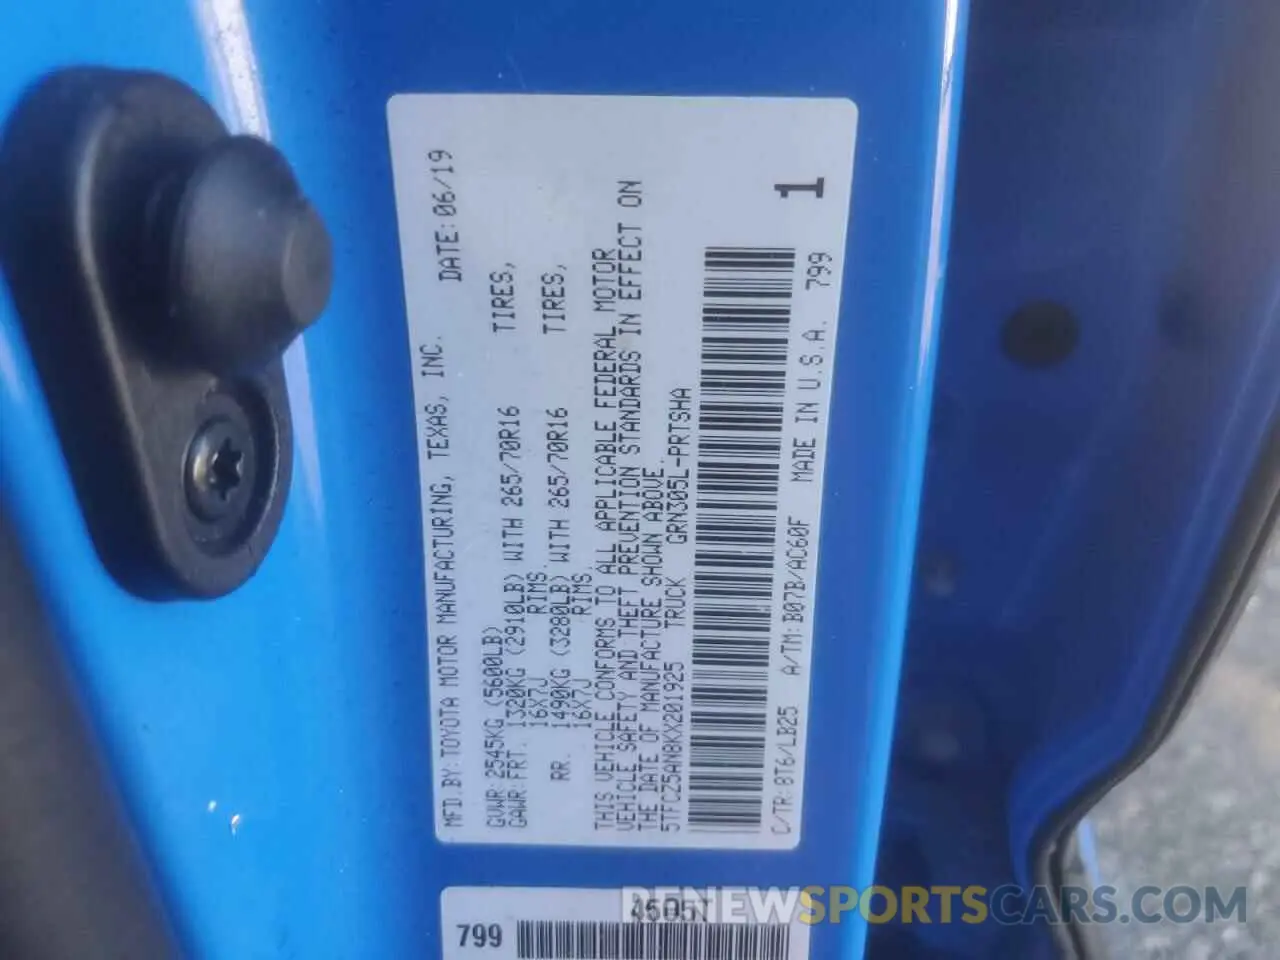 MFD.BY:TOYOTA MOTOR MANUFACTURING, TEXAS, INC. DATE:06/19
GVWR:2545KG (5600LB)
GAWR:FRT. 1320KG (2910LB) WITH 265/70R16 TIRES,
16X7J RIMS.
RR. 1490KG (3280LB) WITH 265/70R16 TIRES,
16X7J RIMS.
THIS VEHICLE CONFORMS TO ALL APPLICABLE FEDERAL MOTOR
VEHICLE SAFETY AND THEFT PREVENTION STANDARDS IN EFFECT ON
THE DATE OF MANUFACTURE SHOWN ABOVE.
5TFCZ5AN8KX201925 TRUCK GRN305L-PRTSHA
1
C/TR:8T6/LB25 A/TM:B07B/AC60F MADE IN U.S.A. 799
799
RENEWSPORTSCARS.COM